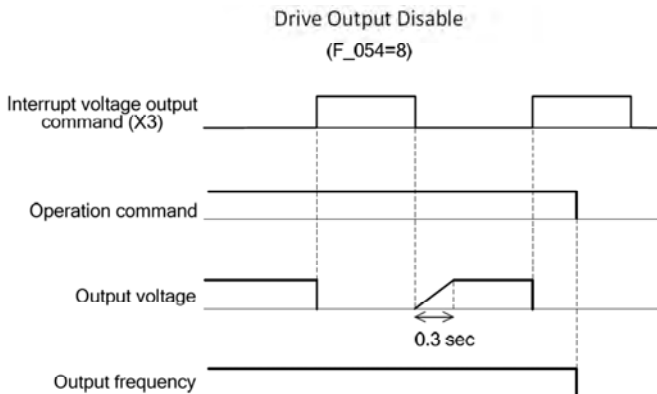 Drive Output Disable
(F_054=8)
Interrupt voltage output
command (X3)
Operation command
Output voltage
0.3 sec
Output frequency